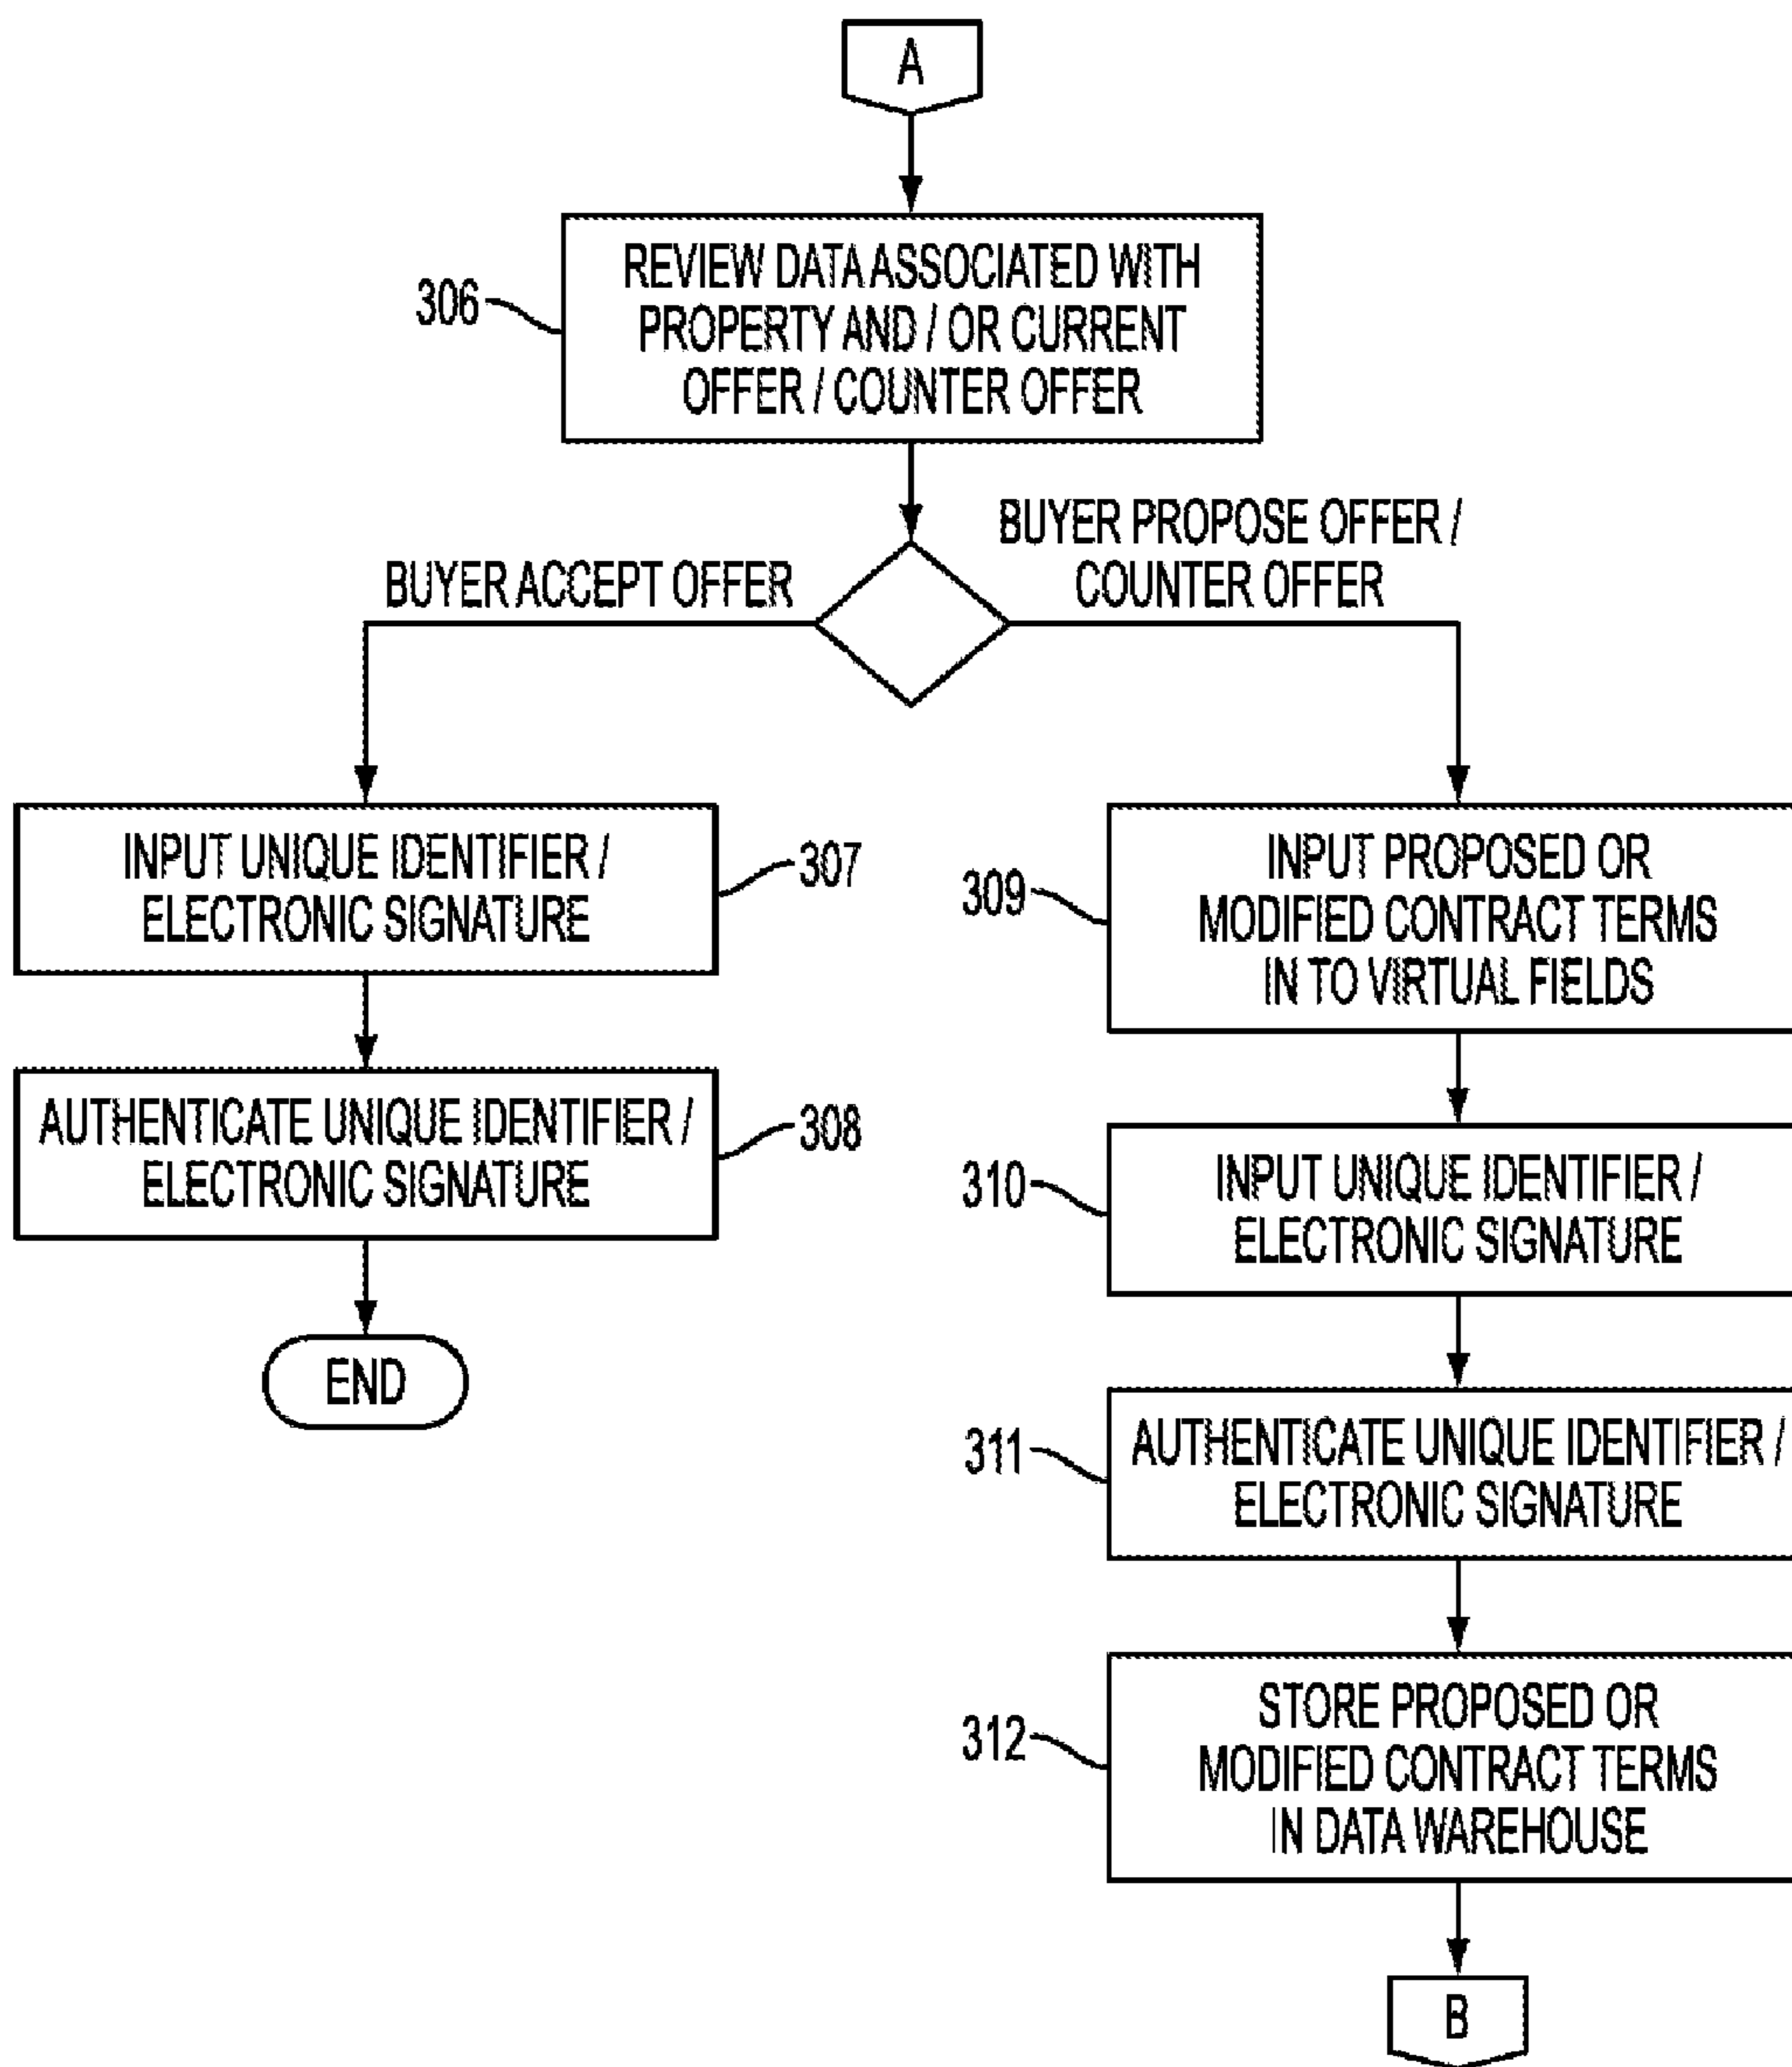 A
306
REVIEW DATA ASSOCIATED WITH
PROPERTY AND / OR CURRENT
OFFER / COUNTER OFFER
BUYER ACCEPT OFFER
BUYER PROPOSE OFFER /
COUNTER OFFER
INPUT UNIQUE IDENTIFIER /
ELECTRONIC SIGNATURE
307
AUTHENTICATE UNIQUE IDENTIFIER /
ELECTRONIC SIGNATURE
308
END
309
INPUT PROPOSED OR
MODIFIED CONTRACT TERMS
IN TO VIRTUAL FIELDS
310
INPUT UNIQUE IDENTIFIER /
ELECTRONIC SIGNATURE
311
AUTHENTICATE UNIQUE IDENTIFIER /
ELECTRONIC SIGNATURE
312
STORE PROPOSED OR
MODIFIED CONTRACT TERMS
IN DATA WAREHOUSE
B